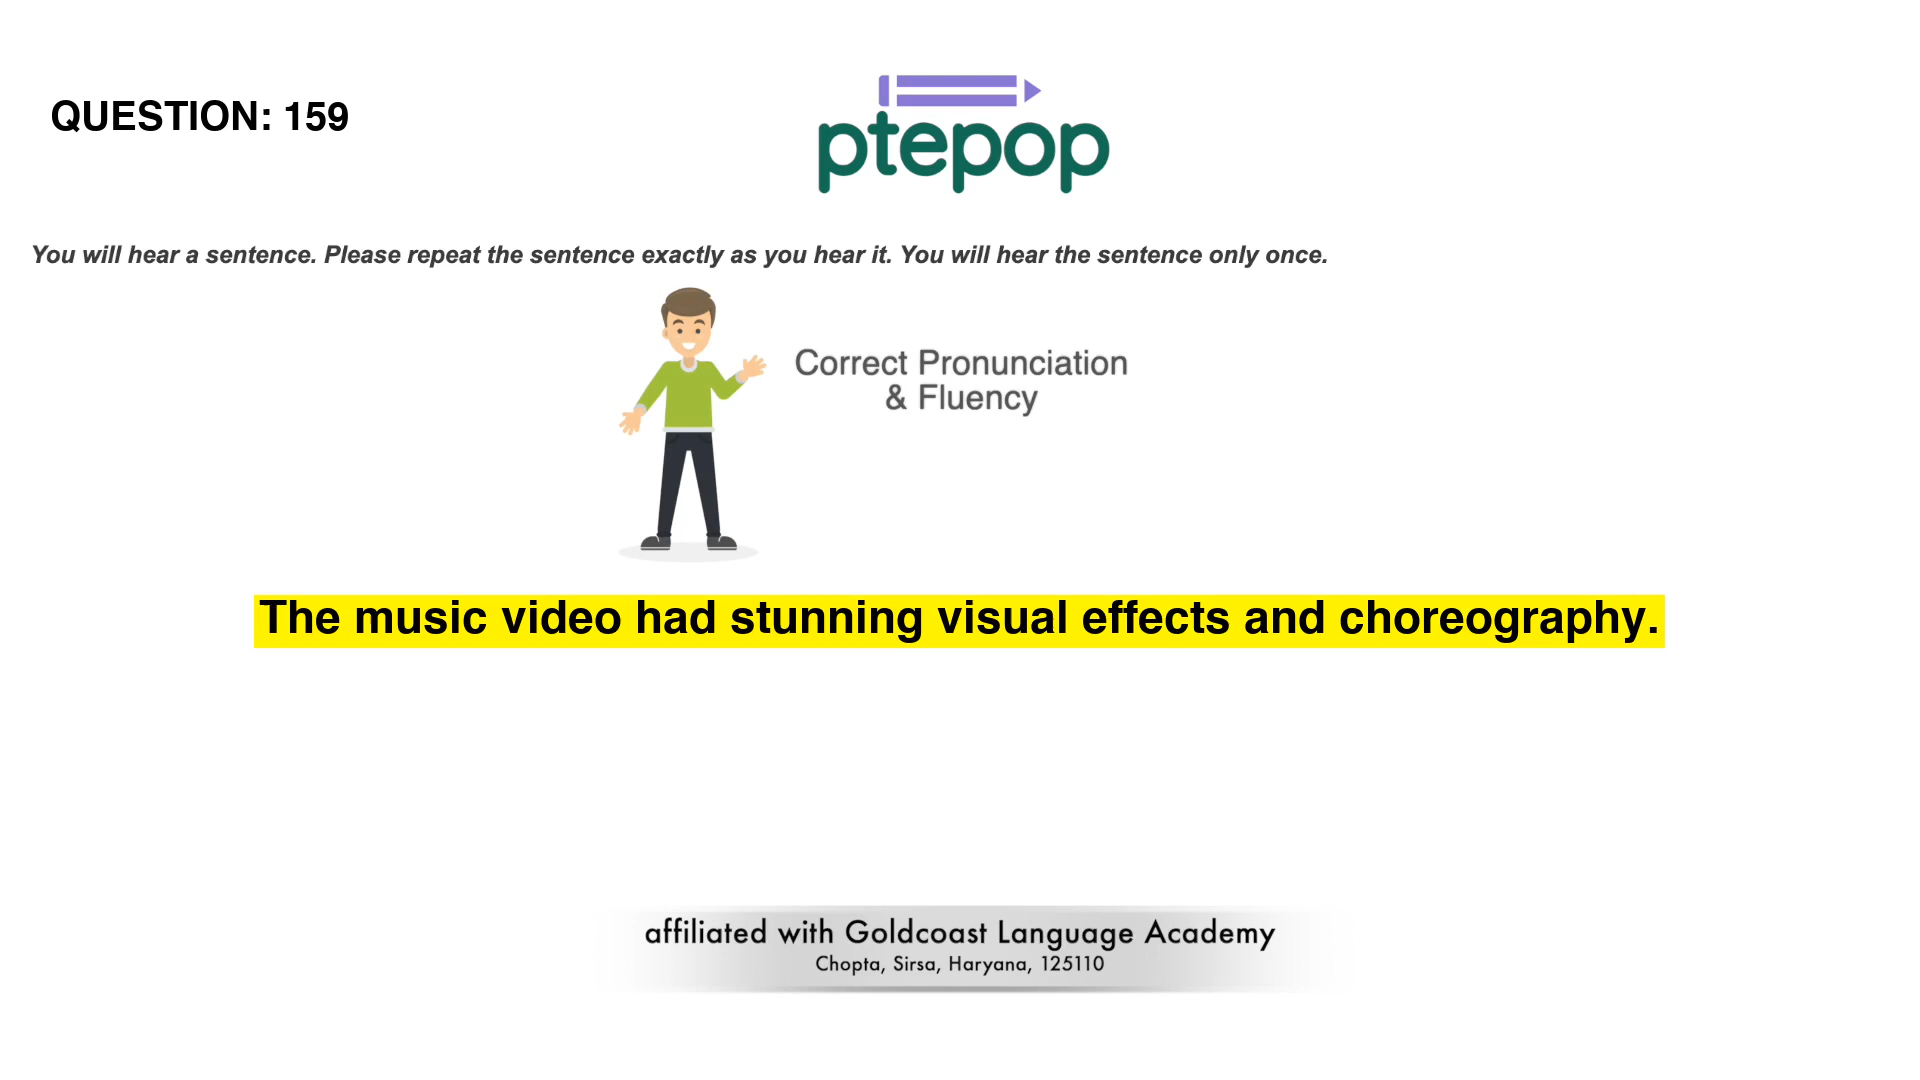 QUESTION: 159
ptepop
You will hear a sentence. Please repeat the sentence exactly as you hear it. You will hear the sentence only once.
Correct Pronunciation
& Fluency
The music video had stunning visual effects and choreography.
affiliated with Goldcoast Language Academy
Chopta, Sirsa, Haryana, 125110